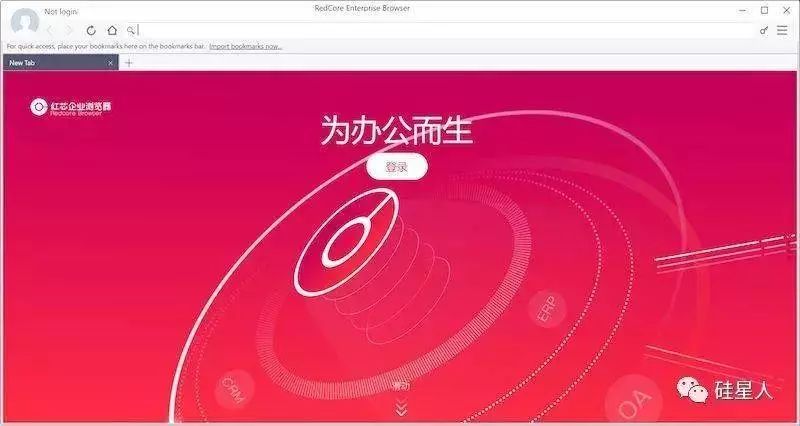 RedCore Enterprise Browser
Not login
For quick access, place your bookmarks here on the bookmarks bar. Import bookmarks now...
New Tab
红芯企业浏览器
Redcore Browser
为办公而生
登录
ERP
CRM
滑动
OA
硅星人